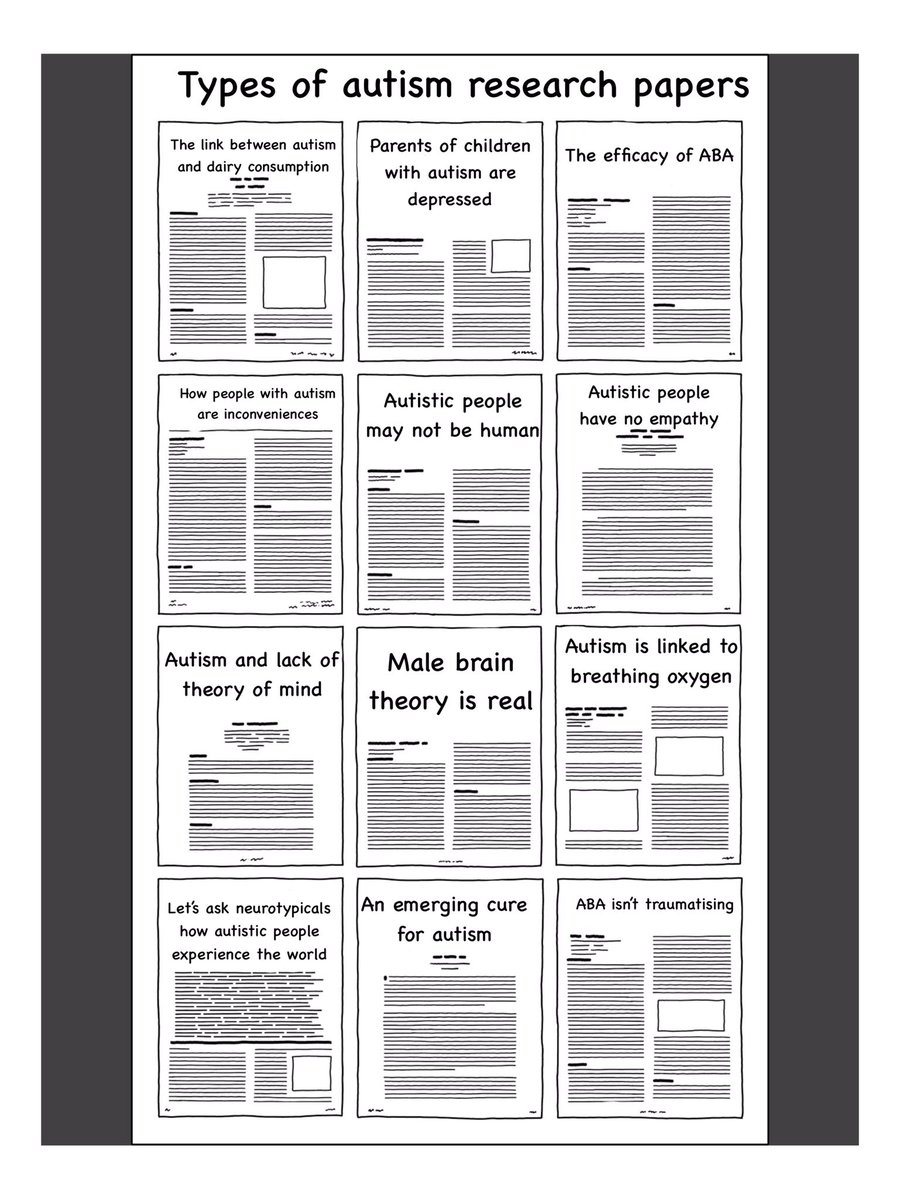 Types of autism research papers
The link between autism
and dairy consumption
Parents of children
with autism are
depressed
The efficacy of ABA
How people with autism
are inconveniences
Autistic people
may not be human
Autistic people
have no empathy
Autism and lack of
theory of mind
Male brain
theory is real
Autism is linked to
breathing oxygen
Let's ask neurotypicals
how autistic people
experience the world
An emerging cure
for autism
ABA isn't traumatising